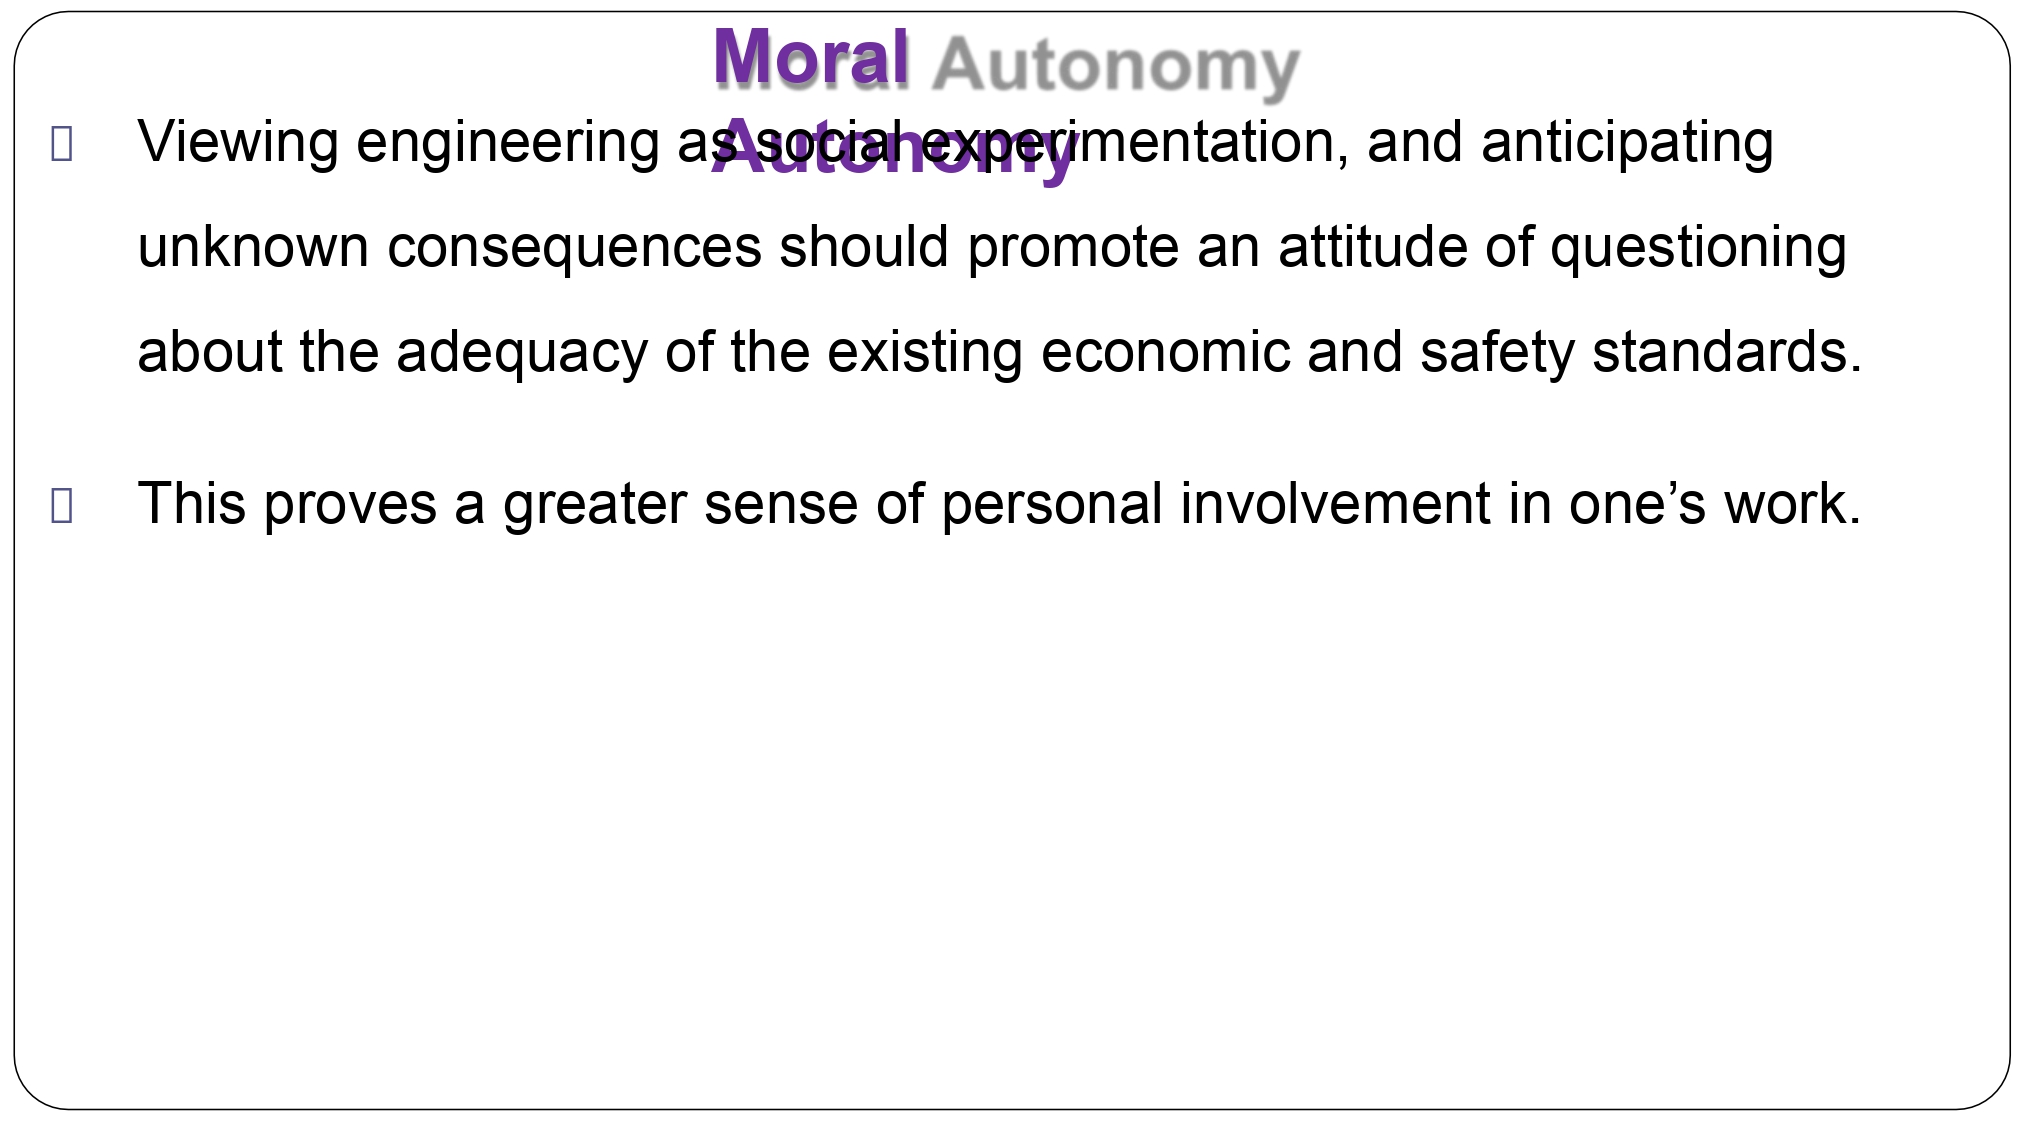 Moral Autonomy
Autonomy
Viewing engineering as social experimentation, and anticipating
unknown consequences should promote an attitude of questioning
about the adequacy of the existing economic and safety standards.
This proves a greater sense of personal involvement in one’s work.